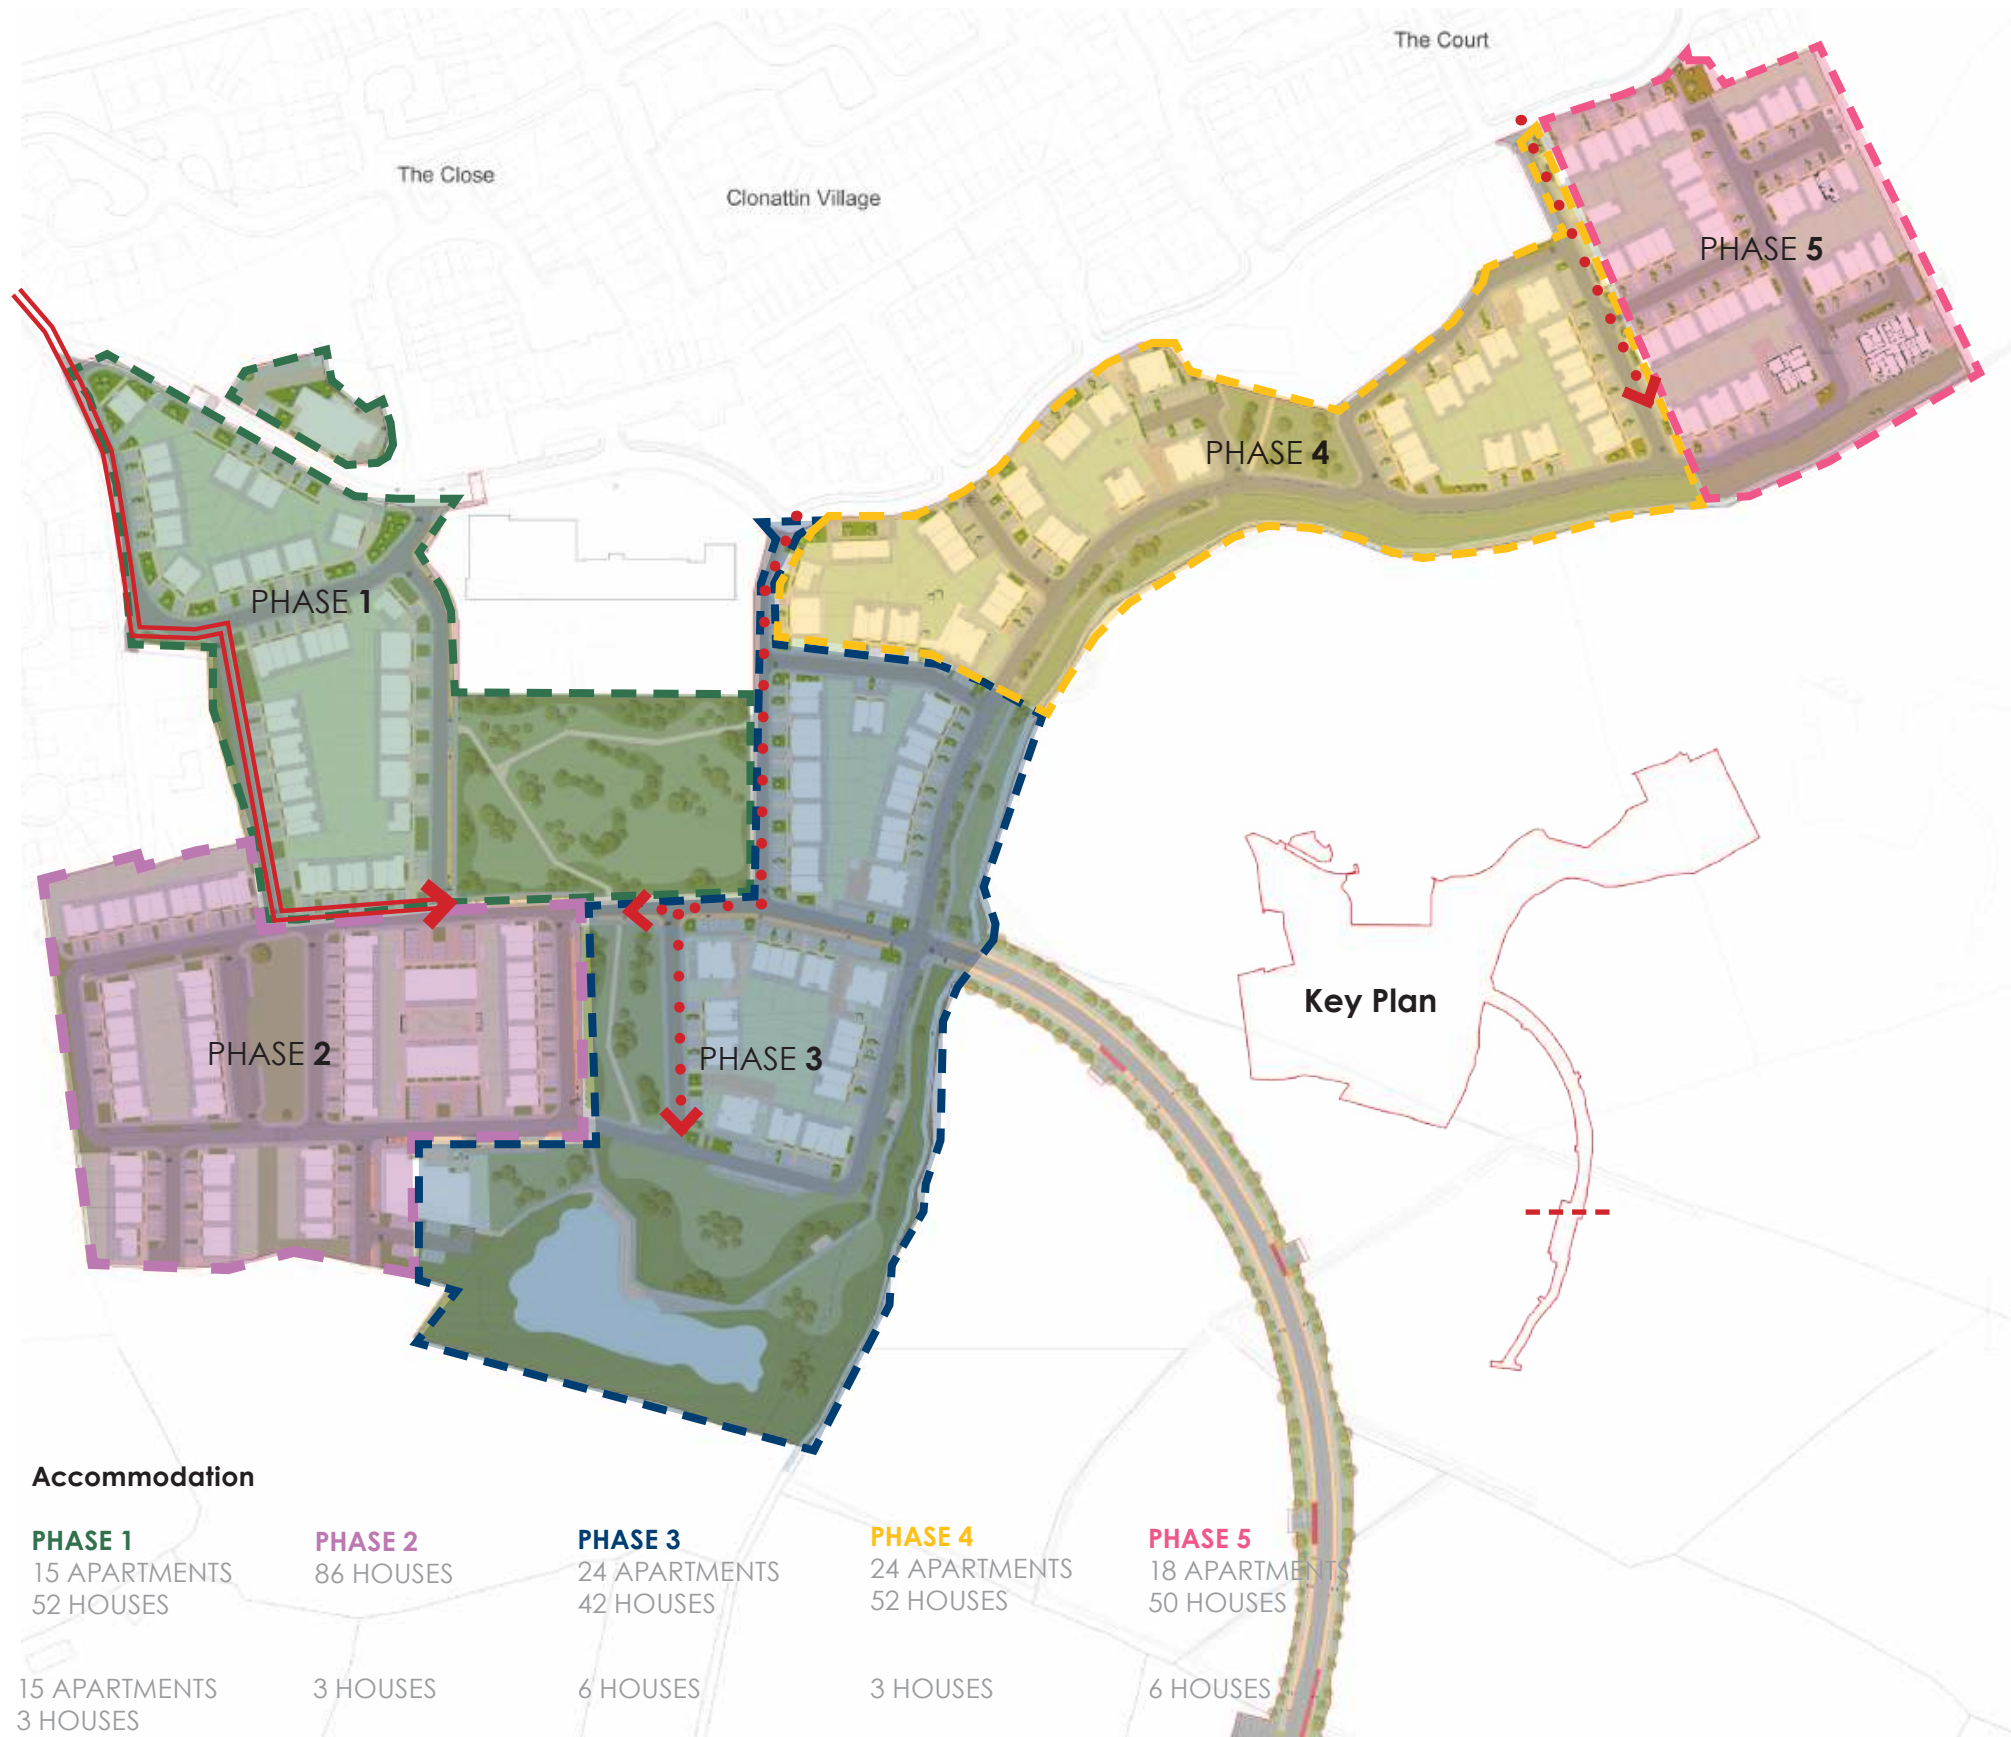 The Court
The Close
Clonattin Village
PHASE 5
PHASE 4
PHASE 1
Key Plan
PHASE 2
PHASE 3
Accommodation
PHASE 1
15 APARTMENTS
52 HOUSES
PHASE 2
86 HOUSES
PHASE 3
24 APARTMENTS
42 HOUSES
PHASE 4
24 APARTMENTS
52 HOUSES
PHASE 5
18 APARTMENTS
50 HOUSES
15 APARTMENTS
3 HOUSES
3 HOUSES
6 HOUSES
3 HOUSES
6 HOUSES